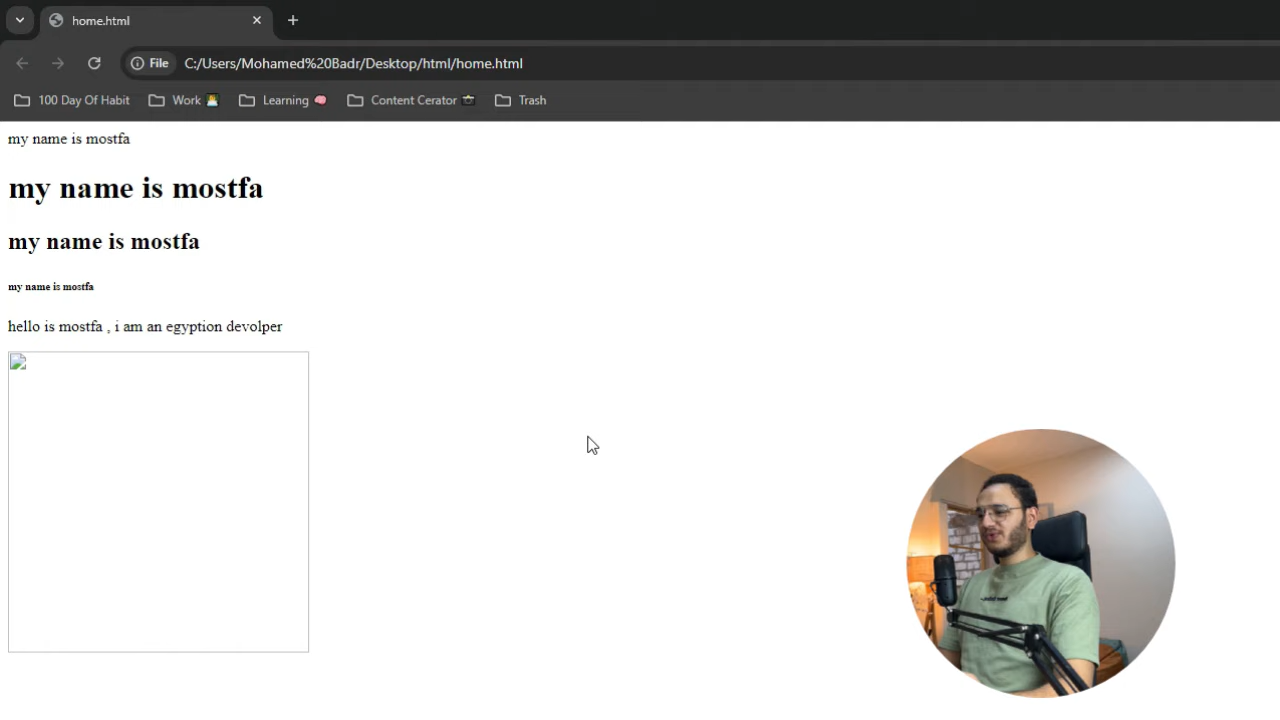 home.html
File C:/Users/Mohamed%20Badr/Desktop/html/home.html
100 Day Of Habit Work Learning Content Cerator Trash
my name is mostfa
my name is mostfa
my name is mostfa
my name is mostfa
hello is mostfa , i am an egyption devolper